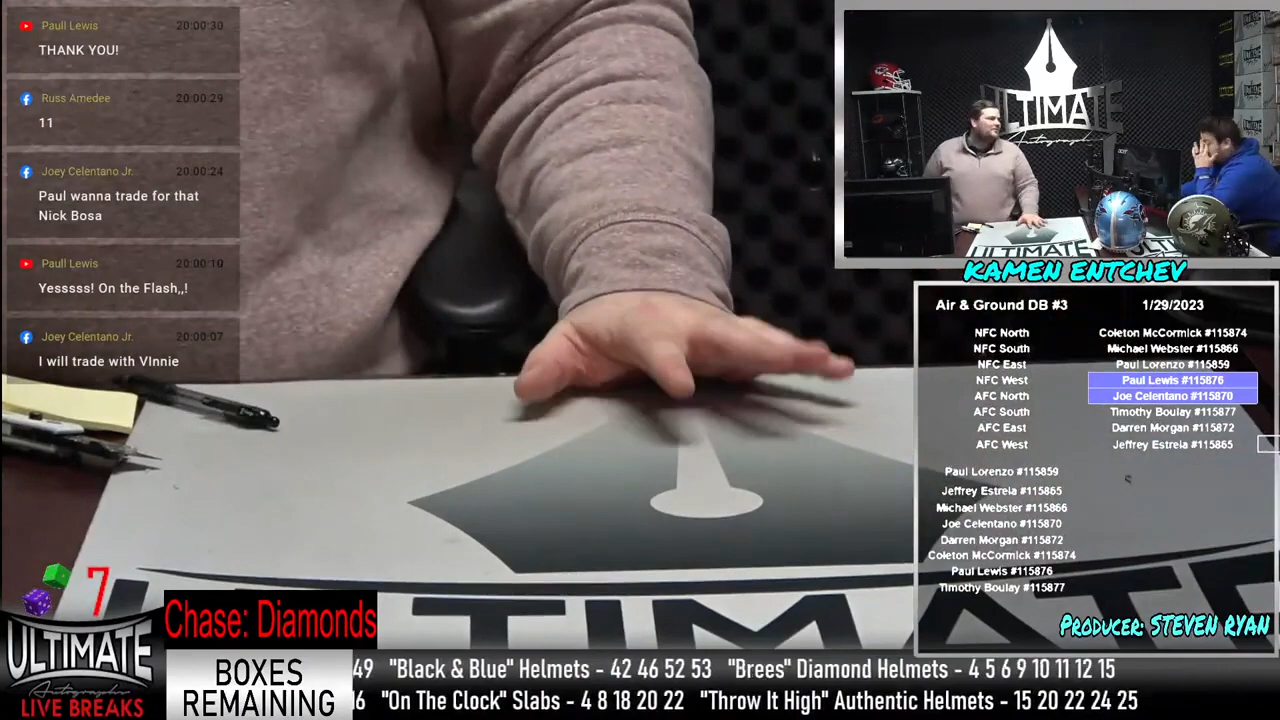 Paull Lewis 20:00:30
THANK YOU!
Russ Amedee 20:00:29
11
Joey Celentano Jr. 20:00:24
Paul wanna trade for that
Nick Bosa
Paull Lewis 20:00:10
Yesssss! On the Flash,,!
Joey Celentano Jr. 20:00:07
I will trade with VInnie
ULTIMATE
Autographs
ULTIMATE
KAMEN ENTCHEV
Air & Ground DB #3 1/29/2023
NFC North Coleton McCormick #115874
NFC South Michael Webster #115866
NFC East Paul Lorenzo #115859
NFC West Paul Lewis #115876
AFC North Joe Celentano #115870
AFC South Timothy Boulay #115877
AFC East Darren Morgan #115872
AFC West Jeffrey Estrela #115865
Paul Lorenzo #115859
Jeffrey Estrela #115865
Michael Webster #115866
Joe Celentano #115870
Darren Morgan #115872
Coleton McCormick #115874
Paul Lewis #115876
Timothy Boulay #115877
PRODUCER: STEVEN RYAN
ULTIMATE
7
Chase: Diamonds
ULTIMATE
Autographs
LIVE BREAKS
BOXES
REMAINING
49 "Black & Blue" Helmets - 42 46 52 53 "Brees" Diamond Helmets - 4 5 6 9 10 11 12 15
6 "On The Clock" Slabs - 4 8 18 20 22 "Throw It High" Authentic Helmets - 15 20 22 24 25